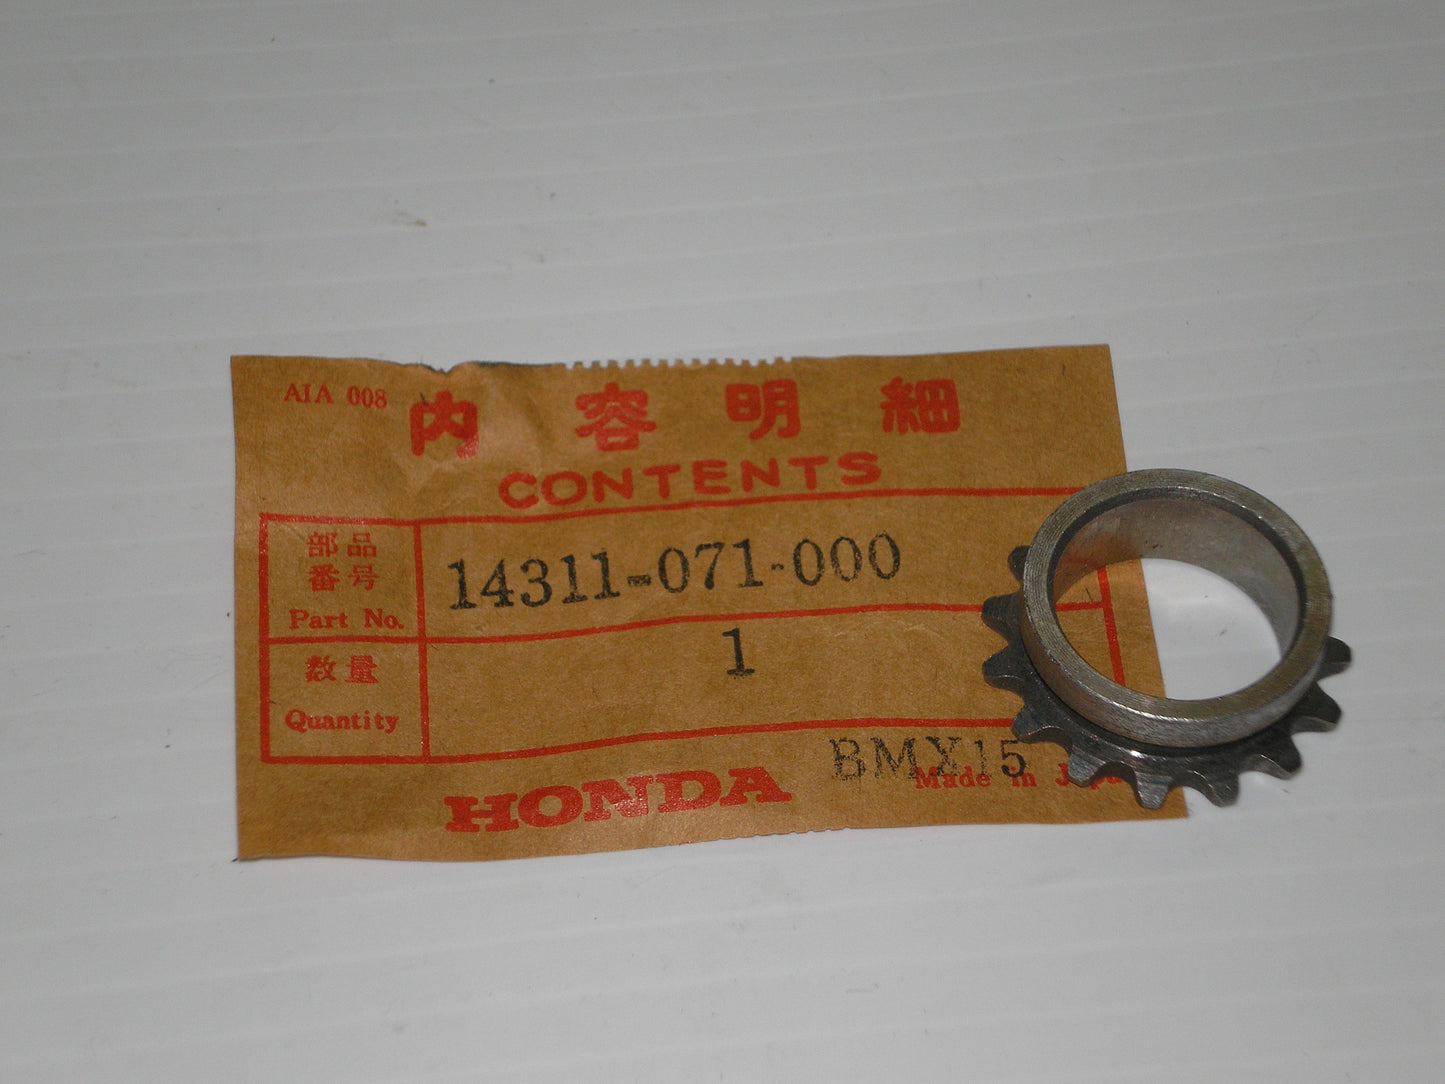 AIA 008
内容明細
CONTENTS
部品
番号
Part No.
14311-071-000
数量
Quantity
1
HONDA
BMX15
Made in